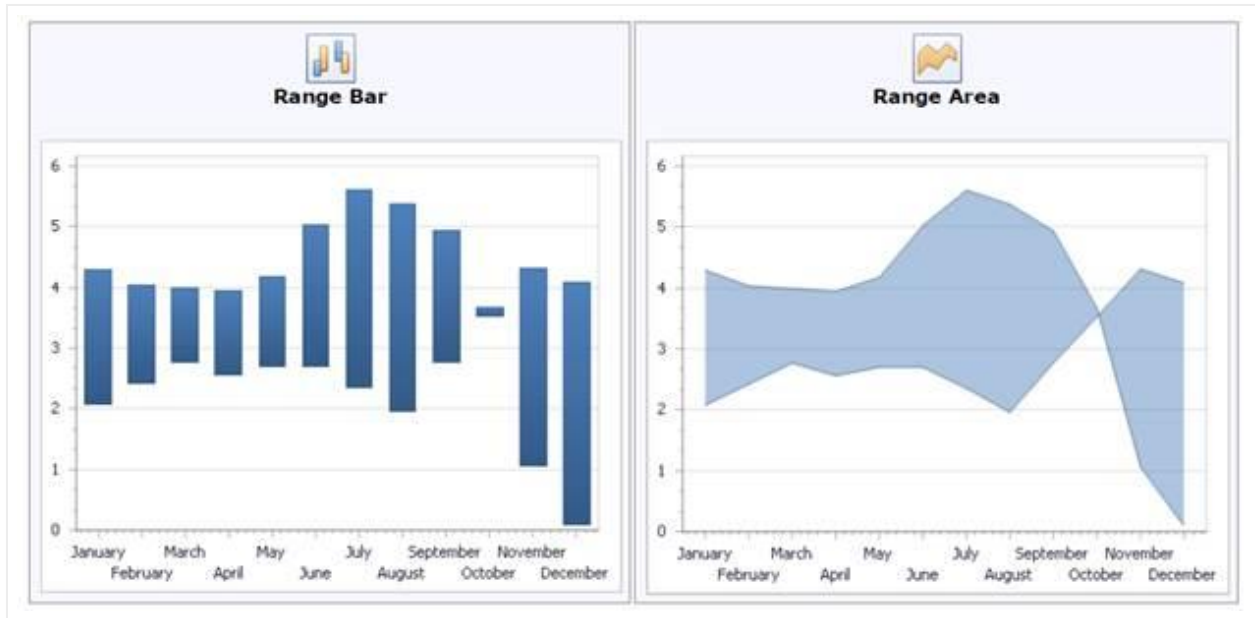 Range Bar
6
5
4
3
2
1
0
January March May July September November
February April June August October December
Range Area
6
5
4
3
2
1
0
January March May July September November
February April June August October December